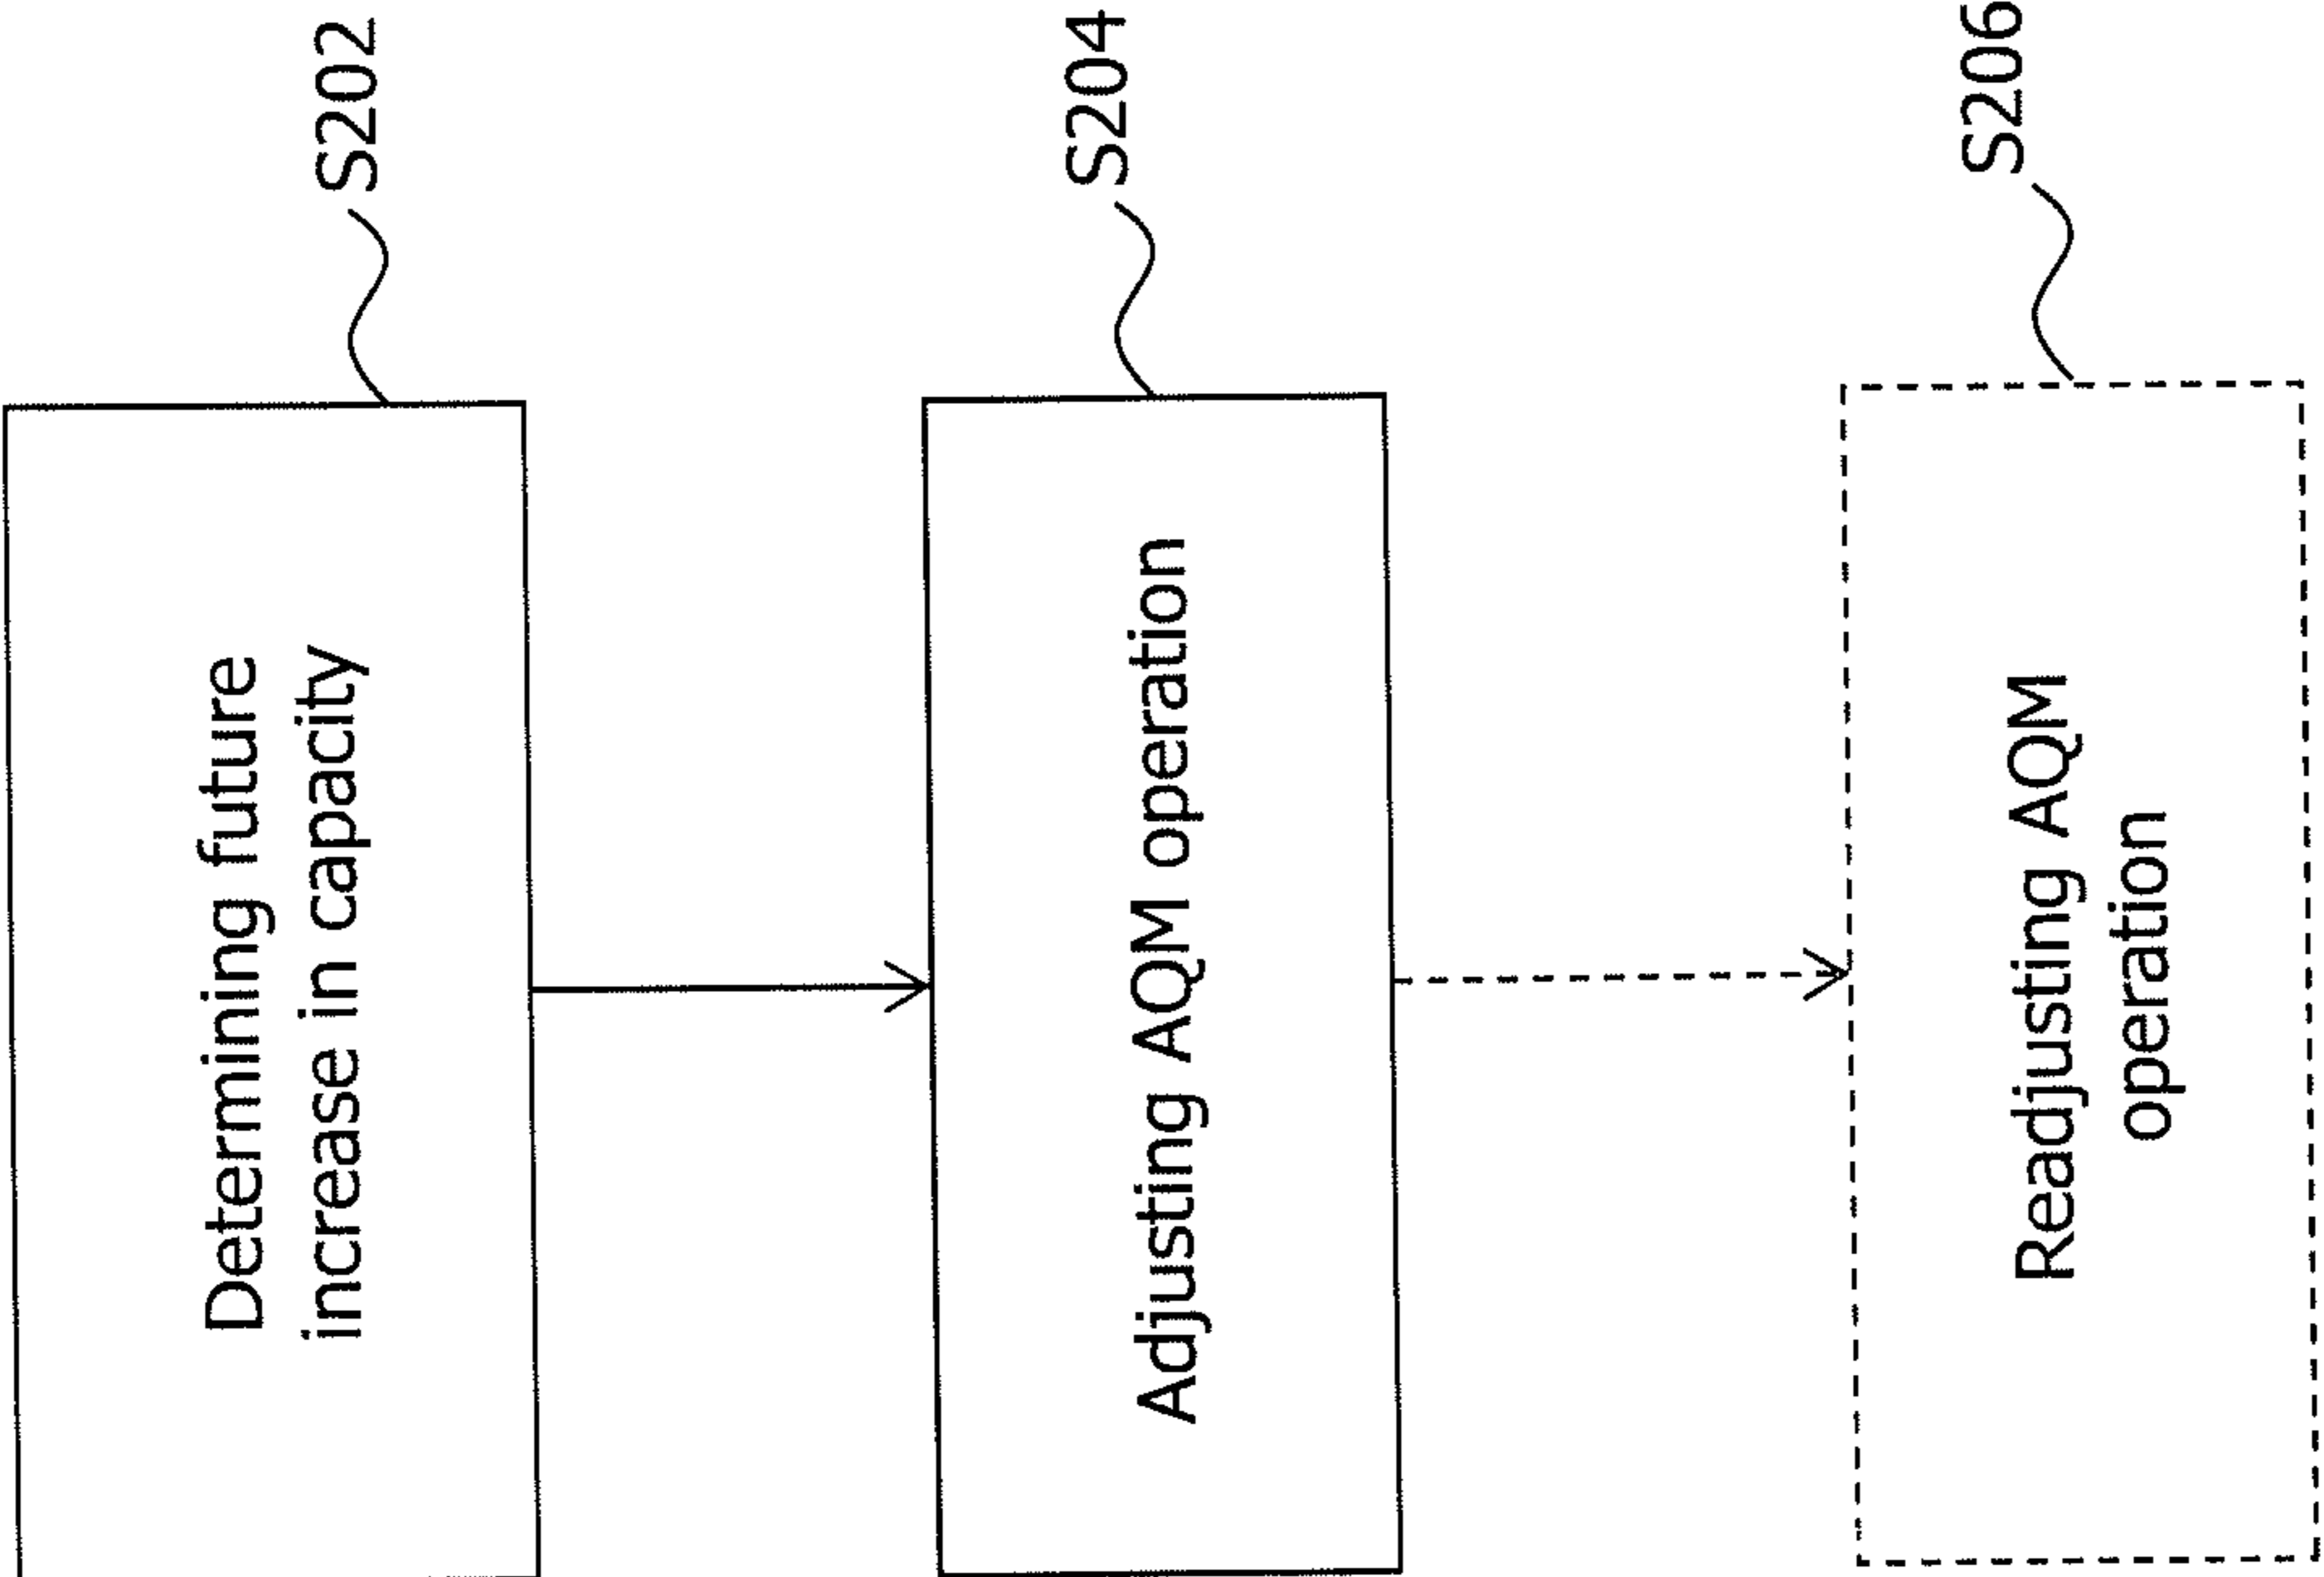 Determining future
increase in capacity
S202
Adjusting AQM operation
S204
Readjusting AQM
operation
S206